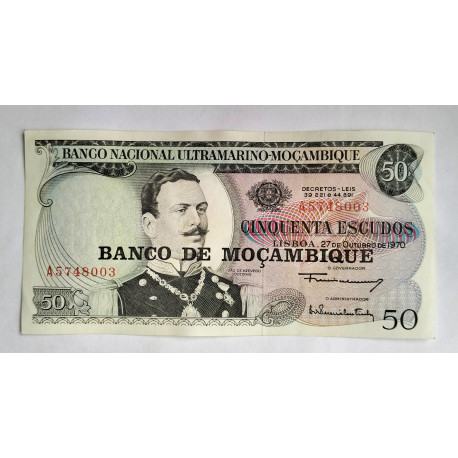 BANCO NACIONAL ULTRAMARINO-MOÇAMBIQUE
50
DECRETOS-LEIS
39 221 e 44 891
A5748003
CINQUENTA ESCUDOS
LISBOA, 27 DE OUTUBRO DE 1970
BANCO DE MOÇAMBIQUE
A5748003
O GOVERNADOR
O ADMINISTRADOR
50
50